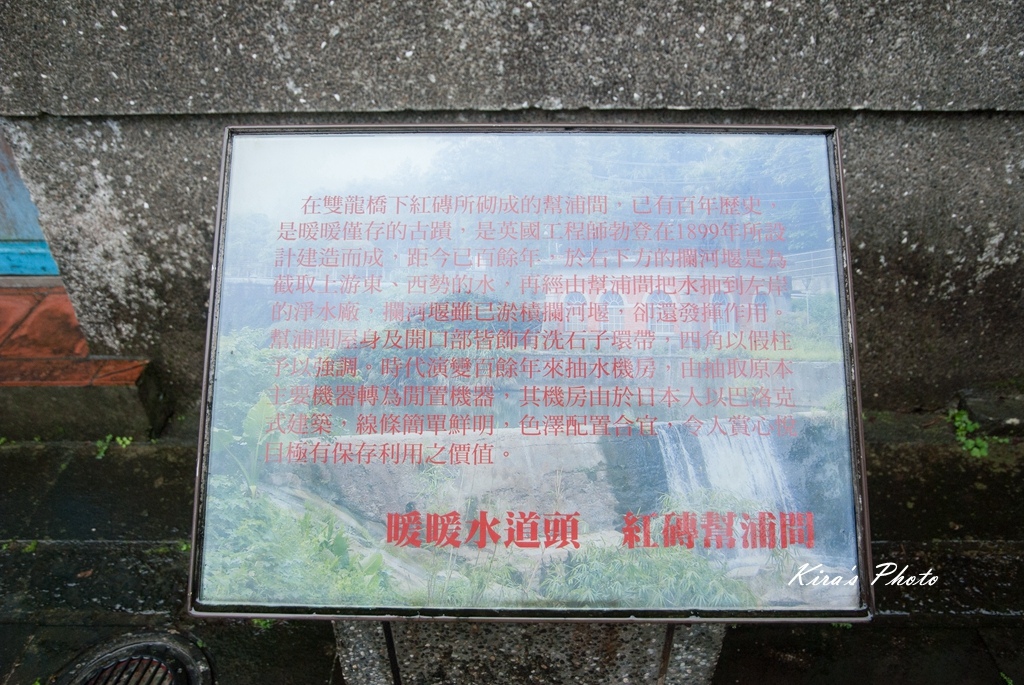 在雙龍橋下紅磚所砌成的幫浦間，已有百年歷史，
是暖暖僅存的古蹟，是英國工程師勃登在1899年所設
計建造而成，距今已百餘年，於右下方的攔河堰是為
截取上游東、西勢的水，再經由幫浦間把水抽到左岸
的淨水廠，攔河堰雖已淤積攔河堰，卻還發揮作用。
幫浦間屋身及開口部皆飾有洗石子環帶，四角以假柱
予以強調。時代演變百餘年來抽水機房，由抽取原本
主要機器轉為閒置機器，其機房由於日本人以巴洛克
式建築，線條簡單鮮明，色澤配置合宜，令人賞心悅
目極有保存利用之價值。
暖暖水道頭　紅磚幫浦間
Kira's Photo